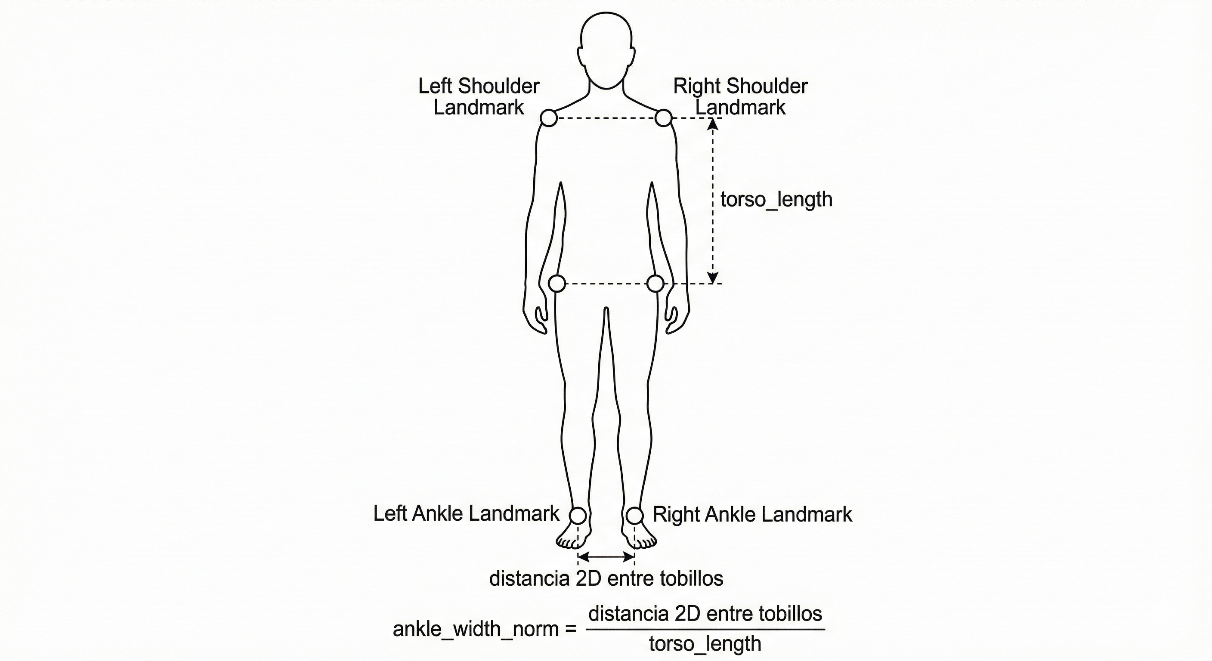 Left Shoulder
Landmark
Right Shoulder
Landmark
torso_length
Left Ankle Landmark
Right Ankle Landmark
distancia 2D entre tobillos
ankle_width_norm = distancia 2D entre tobillos
torso_length